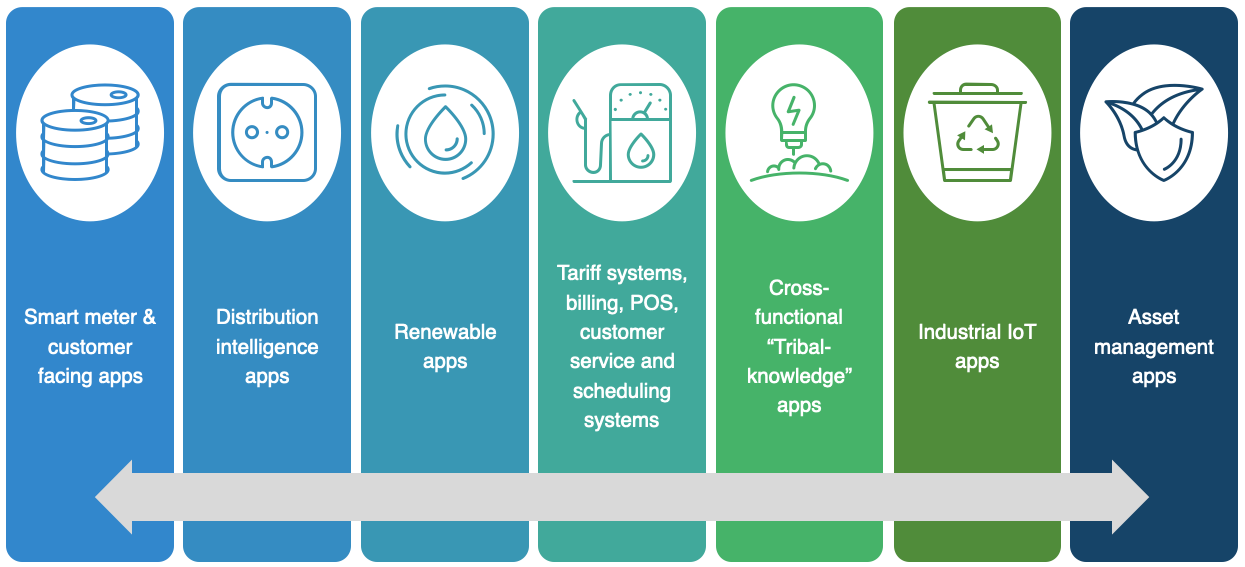 Smart meter &
customer
facing apps
Distribution
intelligence
apps
Renewable
apps
Tariff systems,
billing, POS,
customer
service and
scheduling
systems
Cross-
functional
“Tribal-
knowledge”
apps
Industrial IoT
apps
Asset
management
apps